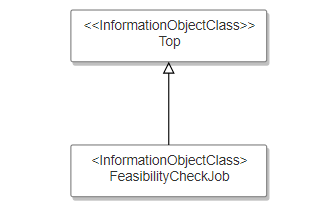 <<InformationObjectClass>>
Top
<InformationObjectClass>
FeasibilityCheckJob